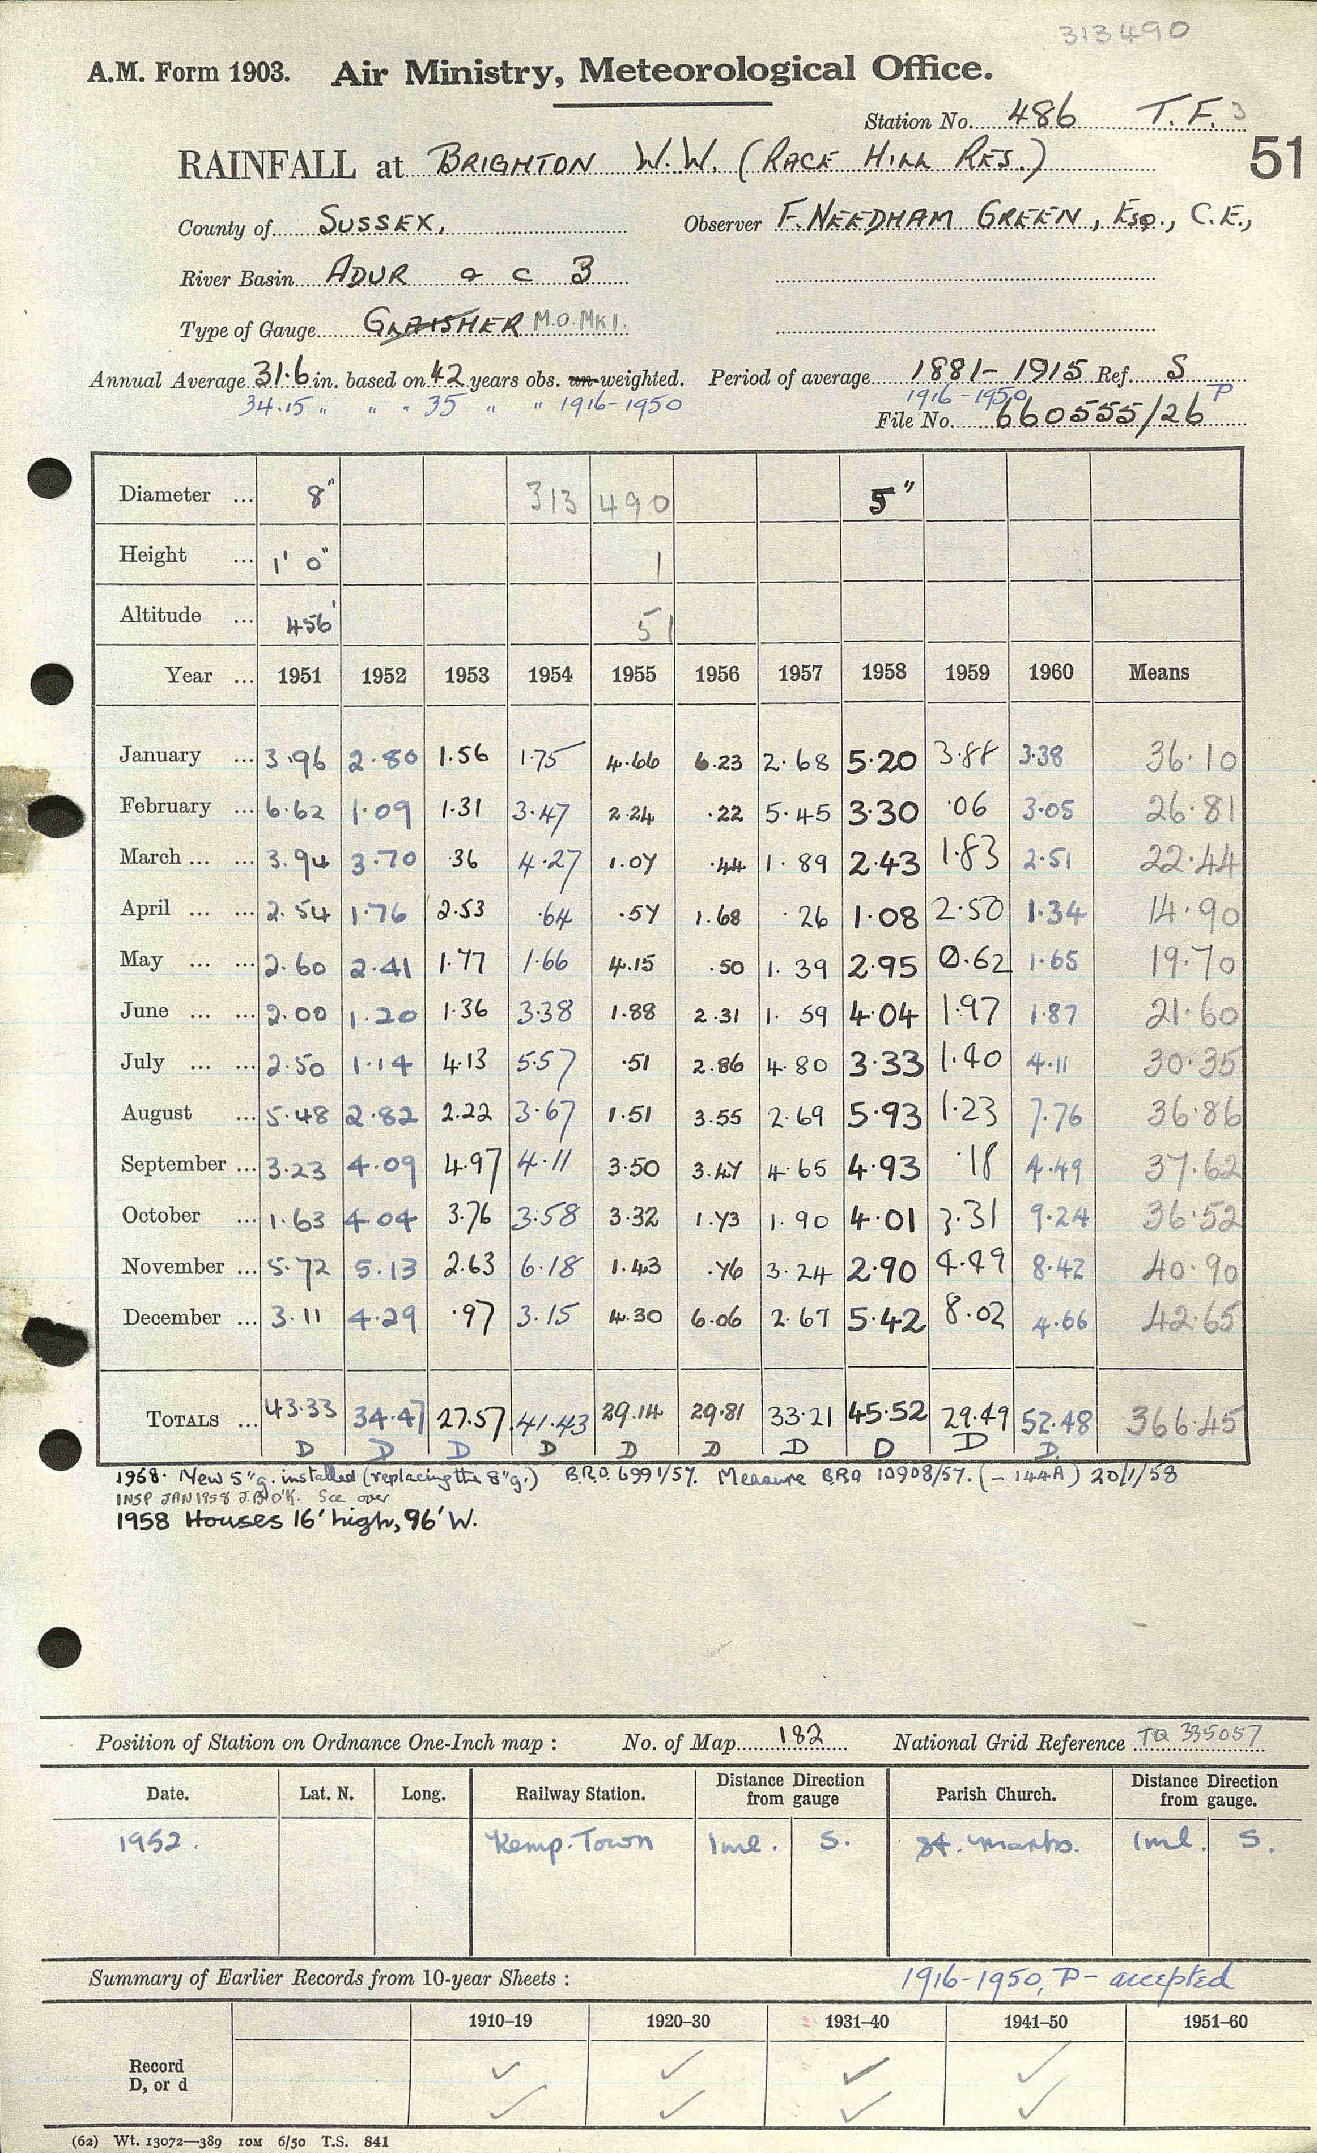 313490
A.M. Form 1903. Air Ministry, Meteorological Office.
Station No. 486 T.F. 3
51
RAINFALL at BRIGHTON W.W. (RACE HILL RES.)
County of SUSSEX. Observer F. NEEDHAM GREEN, Esq., C.E.,
River Basin ADUR a c 3
Type of Gauge GLAISHER M.O. MK I.
Annual Average 31.6 in. based on 42 years obs. un-weighted. Period of average 1881-1915 Ref. S
34.15 " " " 35 " " 1916-1950 1916-1950 P
File No. 660555/26
Diameter ... 8" 313 490 5"
Height ... 1' 0" 1
Altitude ... 456' 51
Year ... 1951 1952 1953 1954 1955 1956 1957 1958 1959 1960 Means
January ... 3.96 2.80 1.56 1.75 4.66 6.23 2.68 5.20 3.88 3.38 36.10
February ... 6.62 1.09 1.31 3.47 2.24 .22 5.45 3.30 .06 3.05 26.81
March ... ... 3.94 3.70 .36 4.27 1.07 .44 1.89 2.43 1.83 2.51 22.44
April ... ... 2.54 1.76 2.53 .64 .57 1.68 .26 1.08 2.50 1.34 14.90
May ... ... 2.60 2.41 1.77 1.66 4.15 .50 1.39 2.95 0.62 1.65 19.70
June ... ... 2.00 1.20 1.36 3.38 1.88 2.31 1.59 4.04 1.97 1.87 21.60
July ... ... 2.50 1.14 4.13 5.57 .51 2.86 4.80 3.33 1.40 4.11 30.35
August ... 5.48 2.82 2.22 3.67 1.51 3.55 2.69 5.93 1.23 7.76 36.86
September ... 3.23 4.09 4.97 4.11 3.50 3.47 4.65 4.93 .18 4.49 37.62
October ... 1.63 4.04 3.76 3.58 3.32 1.73 1.90 4.01 3.31 9.24 36.52
November ... 5.72 5.13 2.63 6.18 1.43 .76 3.24 2.90 4.49 8.42 40.90
December ... 3.11 4.29 .97 3.15 4.30 6.06 2.67 5.42 8.02 4.66 42.65
TOTALS ... 43.33 34.47 27.57 41.43 29.14 29.81 33.21 45.52 29.49 52.48 366.45
D D D D D D D D D D.
1958. New 5" g. installed (replacing the 8" g.) B.R.O. 6991/57. Measure BRO 10908/57. (- 144A) 20/1/58
INSP JAN 1958 J.B. O'K. See over
1958 Houses 16' high, 96' W.
Position of Station on Ordnance One-Inch map : No. of Map 182 National Grid Reference TQ 335057
Date. Lat. N. Long. Railway Station. Distance Direction from gauge Parish Church. Distance Direction from gauge.
1952. Kemp-Town 1 ml. S. St. Marks. 1 ml. S.
Summary of Earlier Records from 10-year Sheets : 1916-1950, P- accepted
1910–19 1920–30 1931–40 1941–50 1951–60
Record
D, or d
(62) Wt. 13072—389 10M 6/50 T.S. 841